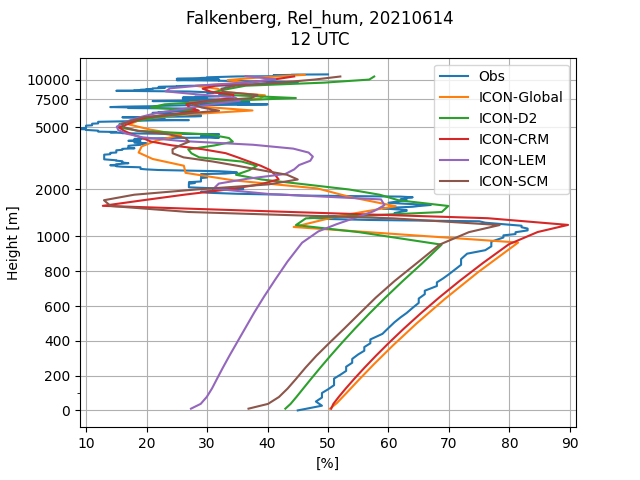 Falkenberg, Rel_hum, 20210614
12 UTC
Obs
ICON-Global
ICON-D2
ICON-CRM
ICON-LEM
ICON-SCM
Height [m]
10000
7500
5000
2000
1000
800
600
400
200
0
10 20 30 40 50 60 70 80 90
[%]